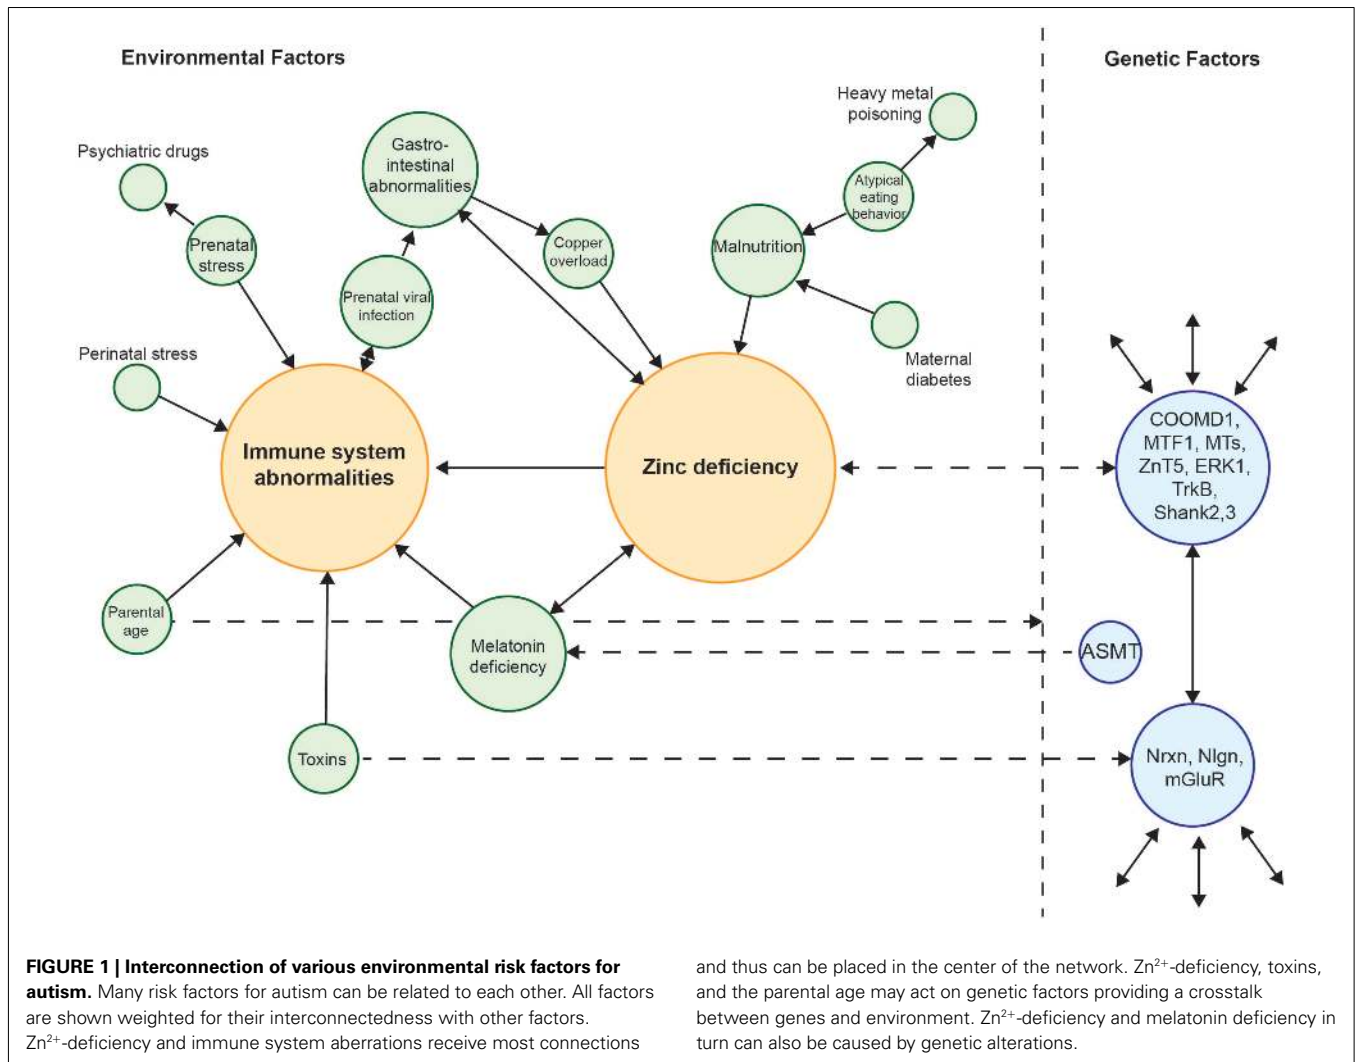 Environmental Factors
Genetic Factors
Heavy metal
poisoning
Psychiatric drugs
Gastro-
intestinal
abnormalities
Atypical
eating
behavior
Prenatal
stress
Copper
overload
Malnutrition
Prenatal viral
infection
Perinatal stress
Maternal
diabetes
COOMD1,
MTF1, MTs,
ZnT5, ERK1,
TrkB,
Shank2,3
Immune system
abnormalities
Zinc deficiency
Parental
age
Melatonin
deficiency
ASMT
Toxins
Nrxn, Nlgn,
mGluR
FIGURE 1 | Interconnection of various environmental risk factors for
autism. Many risk factors for autism can be related to each other. All factors
are shown weighted for their interconnectedness with other factors.
Zn²⁺-deficiency and immune system aberrations receive most connections
and thus can be placed in the center of the network. Zn²⁺-deficiency, toxins,
and the parental age may act on genetic factors providing a crosstalk
between genes and environment. Zn²⁺-deficiency and melatonin deficiency in
turn can also be caused by genetic alterations.